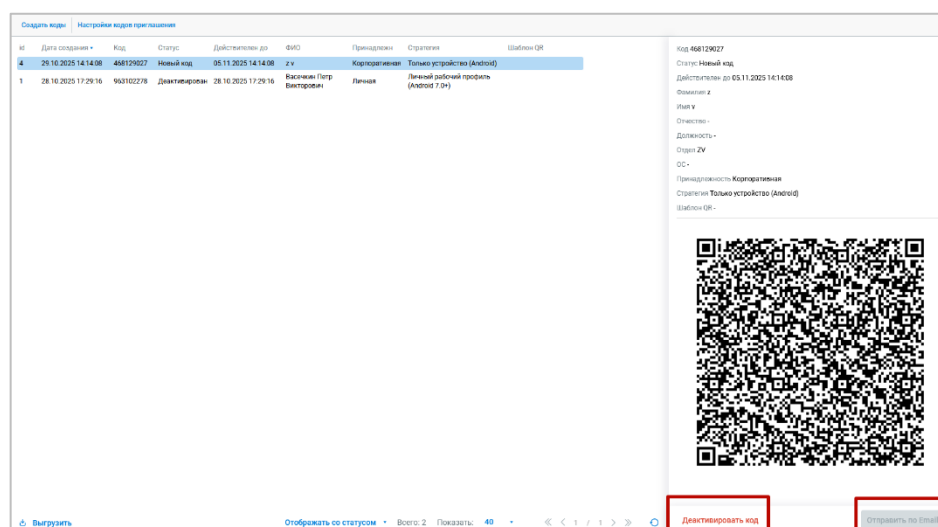 Создать коды Настройки кодов приглашения
id Дата создания Код Статус Действителен до ФИО Принадлежн Стратегия Шаблон QR
4 29.10.2025 14:14:08 468129027 Новый код 05.11.2025 14:14:08 z v Корпоративная Только устройство (Android)
1 28.10.2025 17:29:16 963102278 Деактивирован 28.10.2025 17:29:16 Васечкин Петр Викторович Личная Личный рабочий профиль (Android 7.0+)
Код 468129027
Статус Новый код
Действителен до 05.11.2025 14:14:08
Фамилия z
Имя v
Отчество -
Должность -
Отдел ZV
ОС -
Принадлежность Корпоративная
Стратегия Только устройство (Android)
Шаблон QR -
Выгрузить Отображать со статусом Всего: 2 Показать: 40 1 / 1
Деактивировать код Отправить по Email